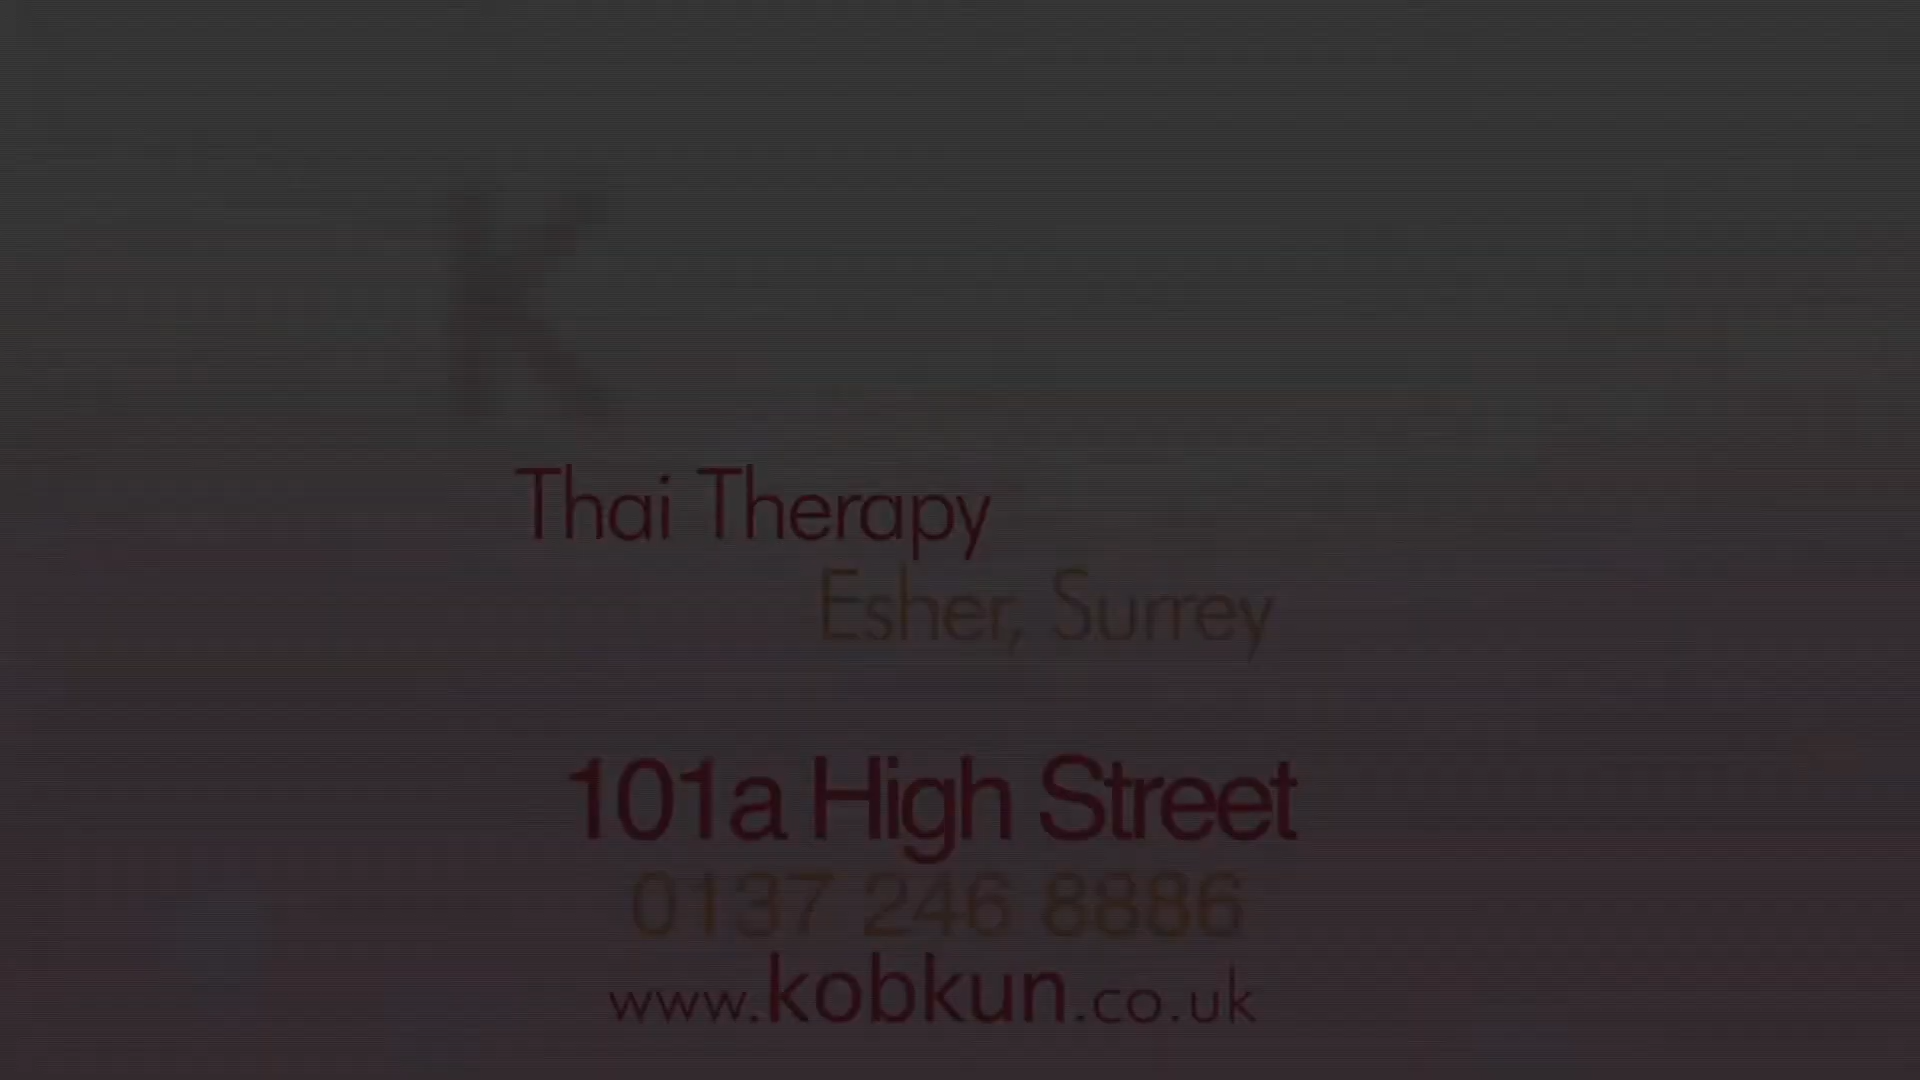 K
Thai Therapy
Esher, Surrey
101a High Street
0137 246 8886
www.kobkun.co.uk